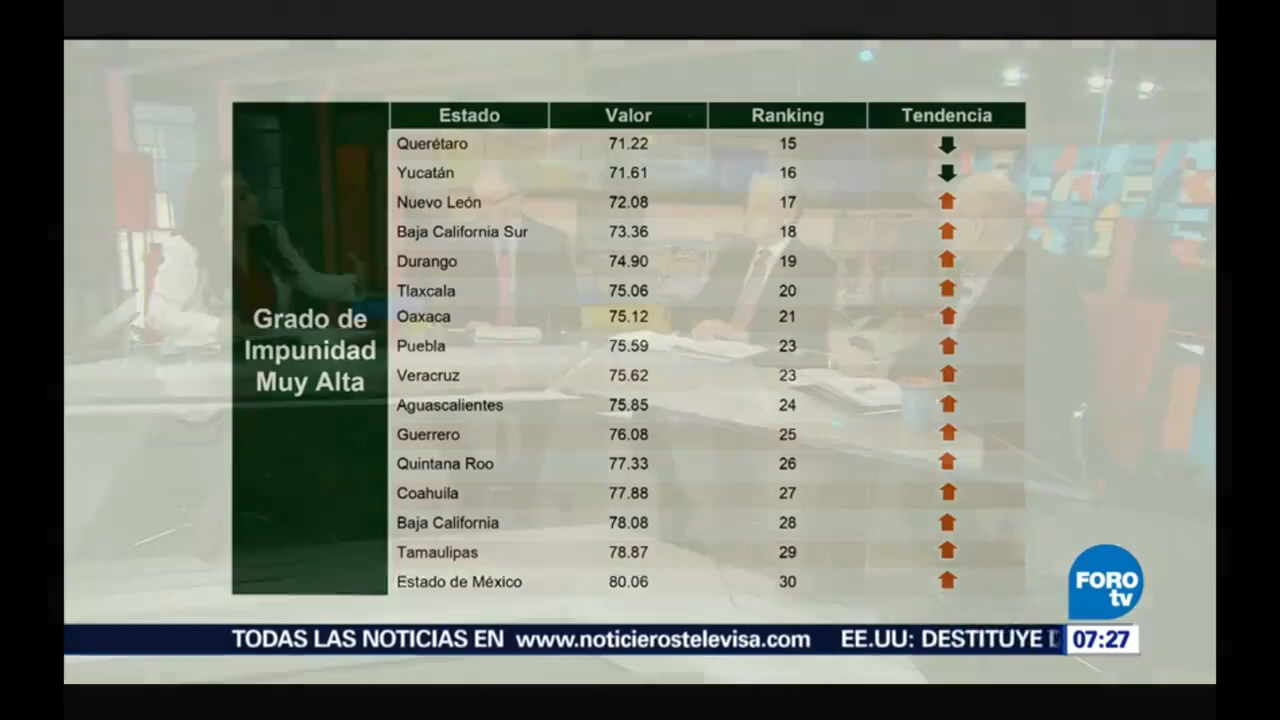 Estado Valor Ranking Tendencia
Querétaro 71.22 15
Yucatán 71.61 16
Nuevo León 72.08 17
Baja California Sur 73.36 18
Durango 74.90 19
Tlaxcala 75.06 20
Oaxaca 75.12 21
Grado de
Impunidad
Muy Alta
Puebla 75.59 23
Veracruz 75.62 23
Aguascalientes 75.85 24
Guerrero 76.08 25
Quintana Roo 77.33 26
Coahuila 77.88 27
Baja California 78.08 28
Tamaulipas 78.87 29
Estado de México 80.06 30
FORO
tv
TODAS LAS NOTICIAS EN www.noticierostelevisa.com EE.UU: DESTITUYE 07:27